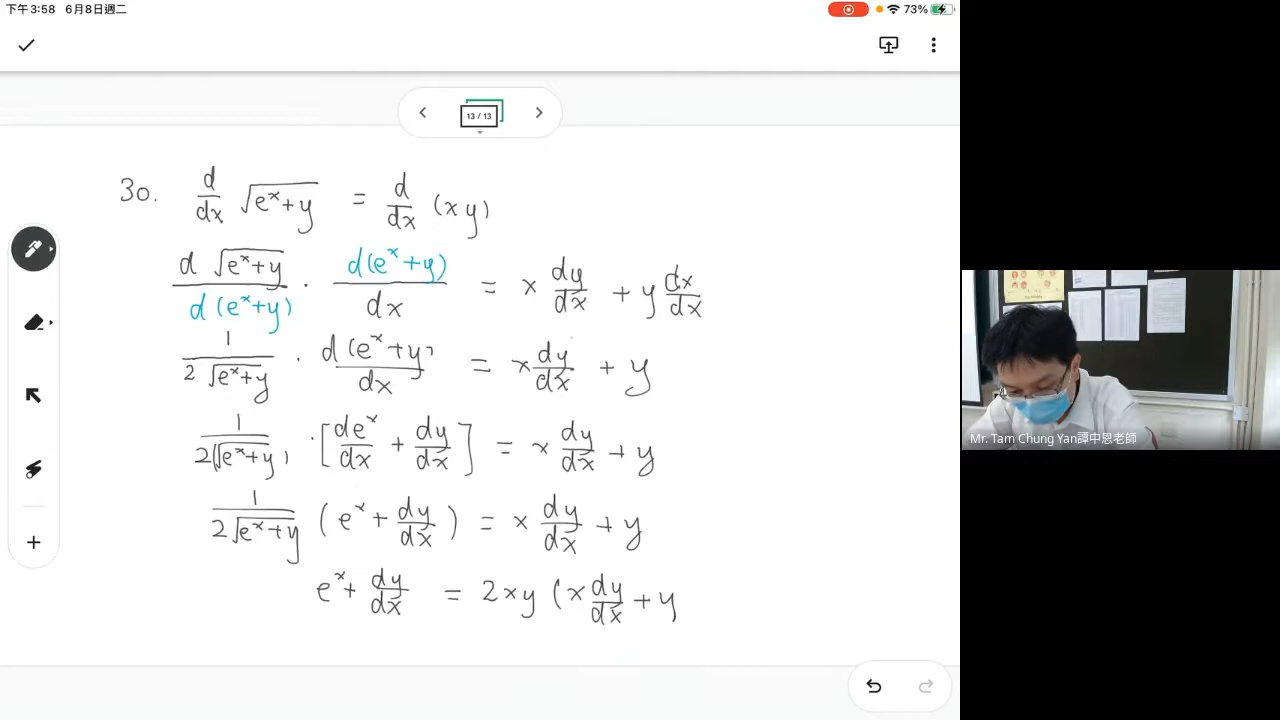 下午3:58 6月8日週二
73%
13 / 13
30. d/dx √(e^x+y) = d/dx (xy)
d √(e^x+y)/d(e^x+y) · d(e^x+y)/dx = x dy/dx + y dx/dx
1/(2√(e^x+y)) · d(e^x+y)/dx = x dy/dx + y
1/(2(√(e^x+y))) · [de^x/dx + dy/dx] = x dy/dx + y
1/(2√(e^x+y)) (e^x + dy/dx) = x dy/dx + y
e^x + dy/dx = 2xy (x dy/dx + y
Mr. Tam Chung Yan譚中恩老師